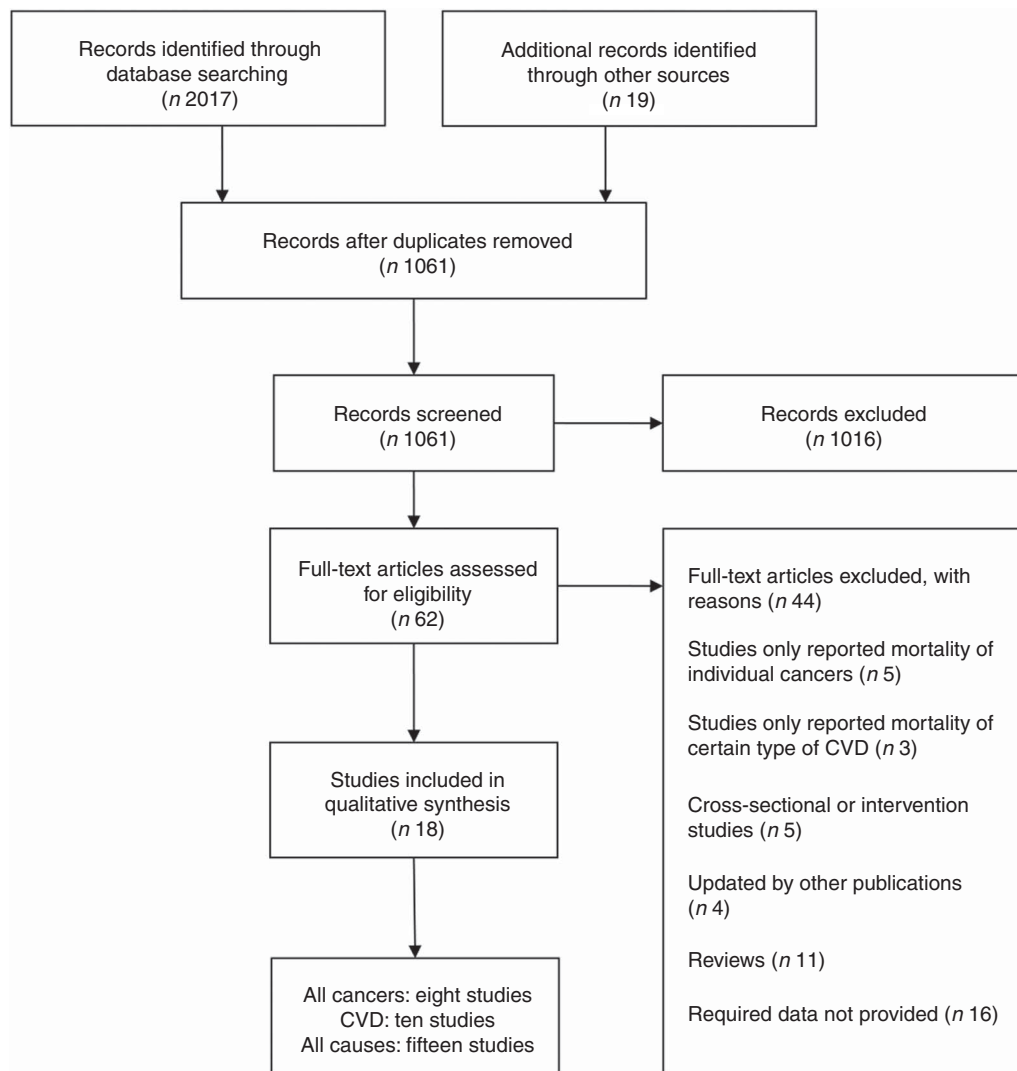 Records identified through
database searching
(n 2017)
Additional records identified
through other sources
(n 19)
Records after duplicates removed
(n 1061)
Records screened
(n 1061)
Records excluded
(n 1016)
Full-text articles assessed
for eligibility
(n 62)
Full-text articles excluded, with
reasons (n 44)
Studies only reported mortality of
individual cancers (n 5)
Studies only reported mortality of
certain type of CVD (n 3)
Cross-sectional or intervention
studies (n 5)
Updated by other publications
(n 4)
Reviews (n 11)
Required data not provided (n 16)
Studies included in
qualitative synthesis
(n 18)
All cancers: eight studies
CVD: ten studies
All causes: fifteen studies